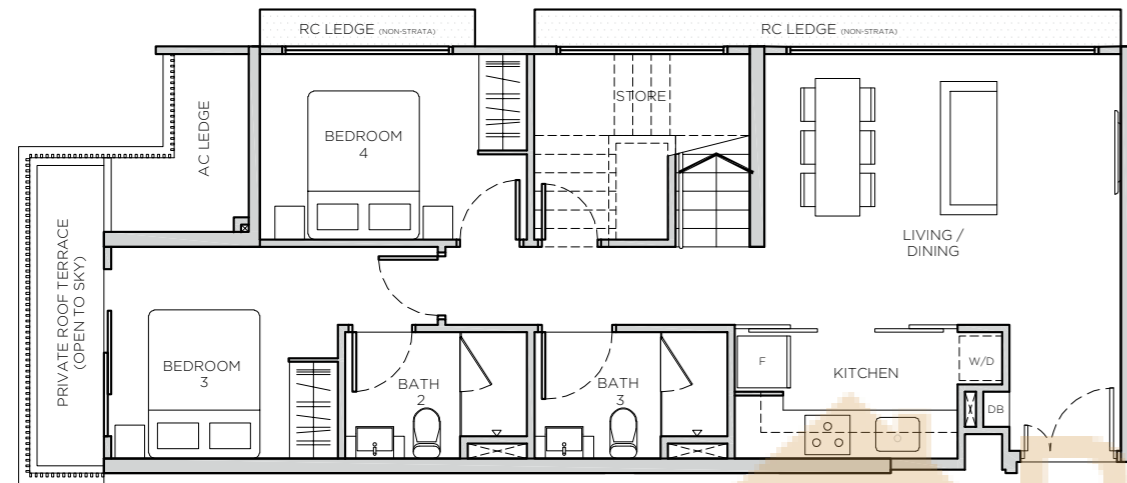 RC LEDGE (NON-STRATA)
RC LEDGE (NON-STRATA)
AC LEDGE
BEDROOM
4
STORE
LIVING /
DINING
PRIVATE ROOF TERRACE
(OPEN TO SKY)
BEDROOM
3
BATH
2
BATH
3
F
KITCHEN
W/D
DB